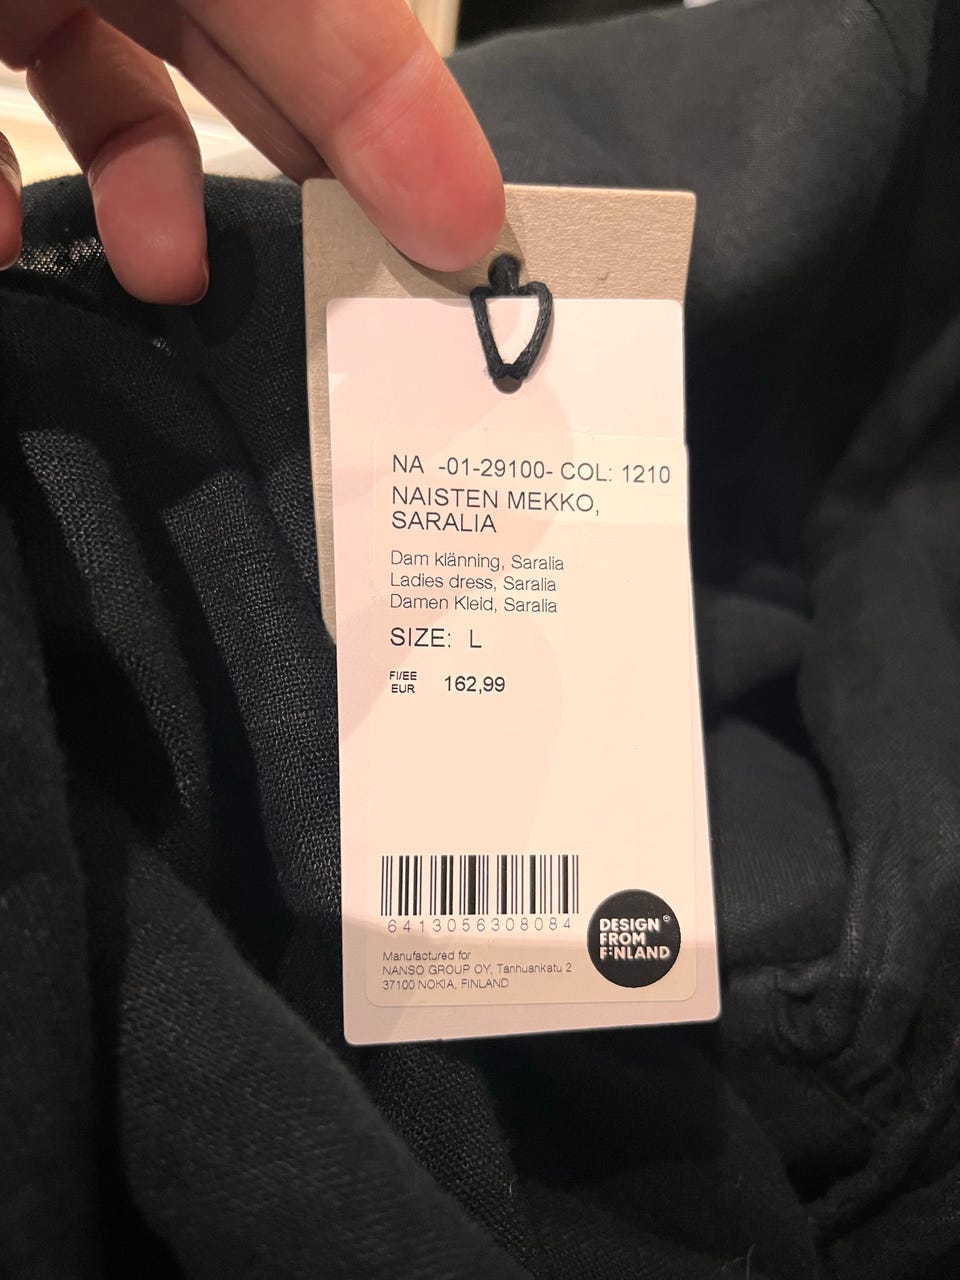 NA -01-29100- COL: 1210
NAISTEN MEKKO,
SARALIA
Dam klänning, Saralia
Ladies dress, Saralia
Damen Kleid, Saralia
SIZE: L
FI/EE
EUR 162,99
6413056308084
Manufactured for
NANSO GROUP OY, Tanhuankatu 2
37100 NOKIA, FINLAND
DESIGN®
FROM
FINLAND